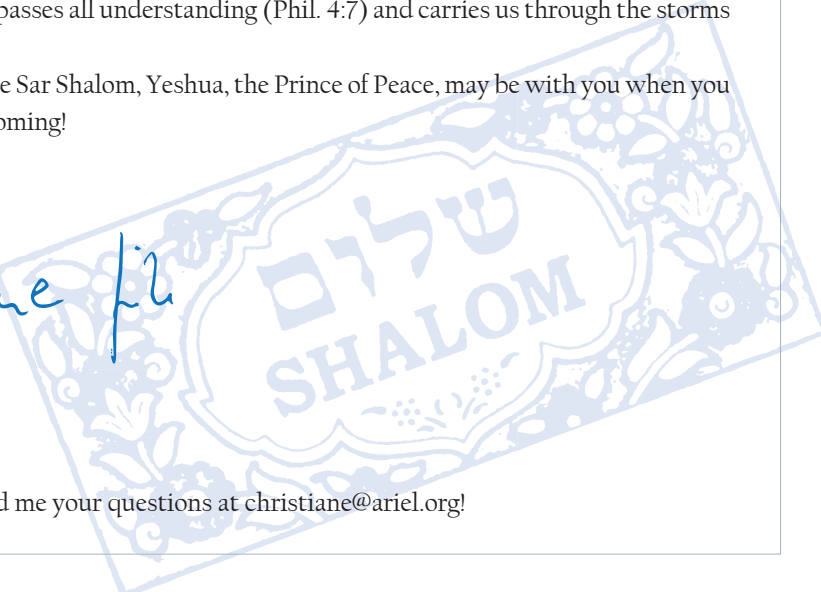 passes all understanding (Phil. 4:7) and carries us through the storms
e Sar Shalom, Yeshua, the Prince of Peace, may be with you when you
oming!
שלום
SHALOM
d me your questions at christiane@ariel.org!